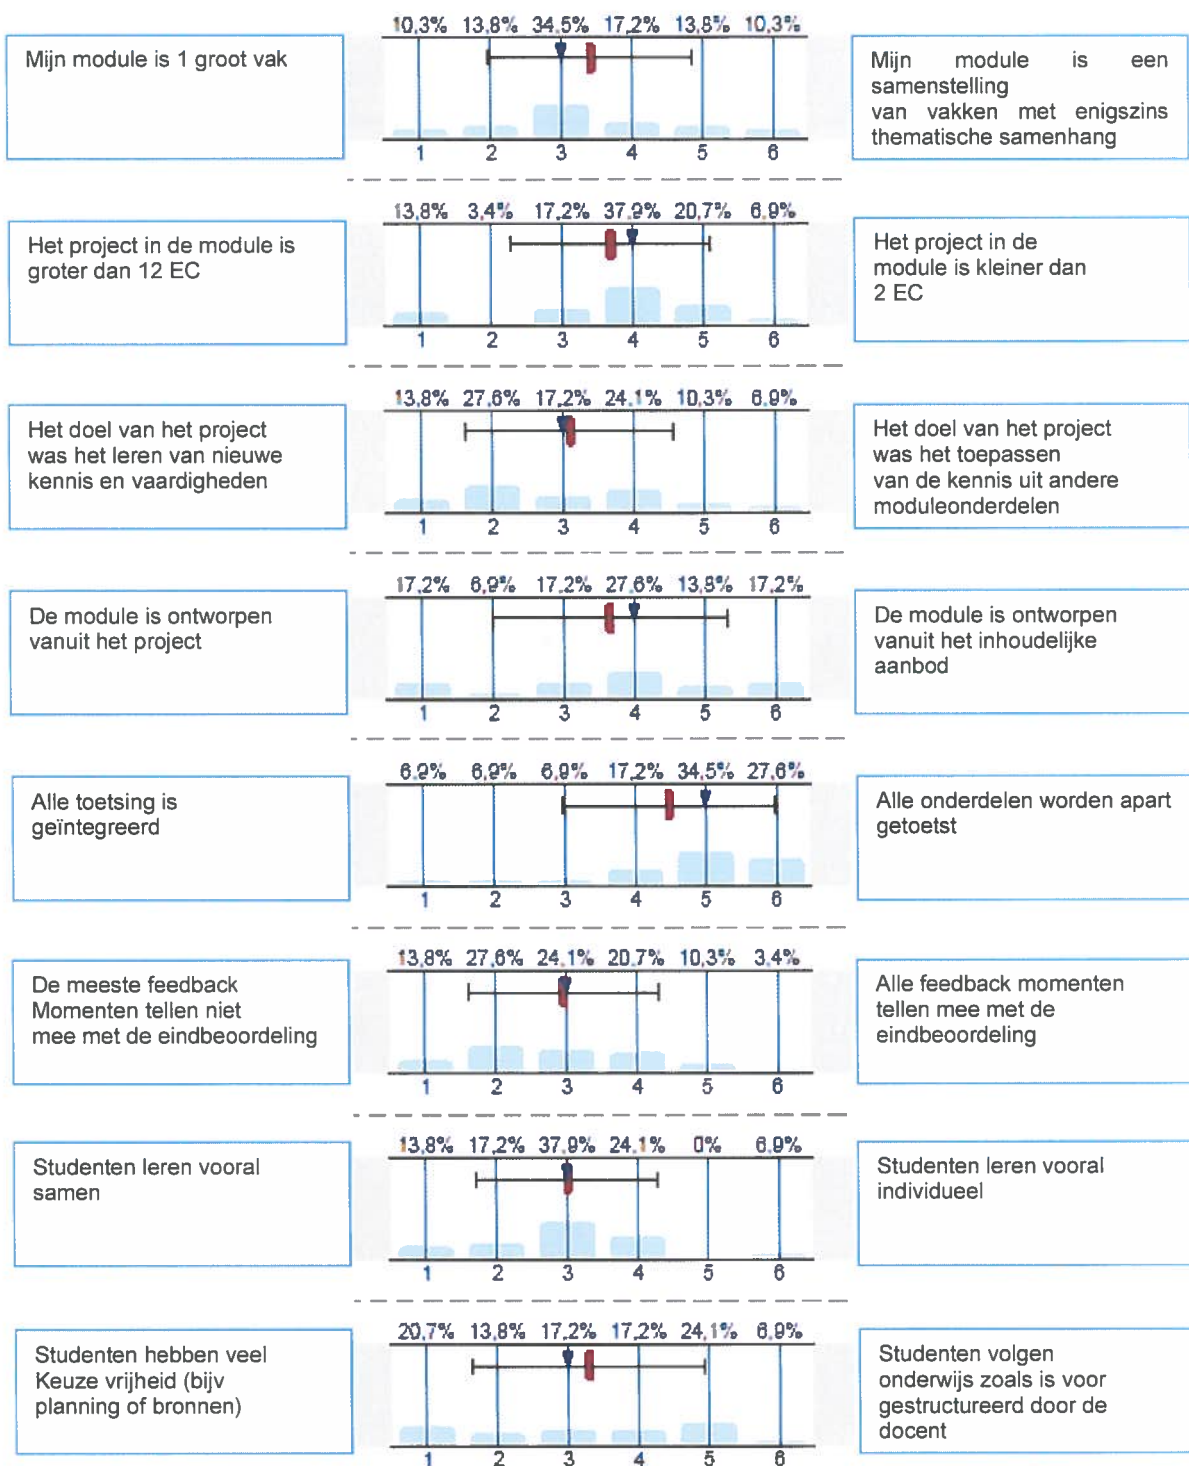 10,3% 13,8% 34,5% 17,2% 13,8% 10,3%
Mijn module is 1 groot vak
Mijn module is een
samenstelling
van vakken met enigszins
thematische samenhang
1 2 3 4 5 6
13,8% 3,4% 17,2% 37,9% 20,7% 6,9%
Het project in de module is
groter dan 12 EC
Het project in de
module is kleiner dan
2 EC
1 2 3 4 5 6
13,8% 27,6% 17,2% 24,1% 10,3% 6,9%
Het doel van het project
was het leren van nieuwe
kennis en vaardigheden
Het doel van het project
was het toepassen
van de kennis uit andere
moduleonderdelen
1 2 3 4 5 6
17,2% 6,9% 17,2% 27,6% 13,8% 17,2%
De module is ontworpen
vanuit het project
De module is ontworpen
vanuit het inhoudelijke
aanbod
1 2 3 4 5 6
6,9% 6,9% 6,9% 17,2% 34,5% 27,6%
Alle toetsing is
geïntegreerd
Alle onderdelen worden apart
getoetst
1 2 3 4 5 6
13,8% 27,6% 24,1% 20,7% 10,3% 3,4%
De meeste feedback
Momenten tellen niet
mee met de eindbeoordeling
Alle feedback momenten
tellen mee met de
eindbeoordeling
1 2 3 4 5 6
13,8% 17,2% 37,9% 24,1% 0% 6,9%
Studenten leren vooral
samen
Studenten leren vooral
individueel
1 2 3 4 5 6
20,7% 13,8% 17,2% 17,2% 24,1% 6,9%
Studenten hebben veel
Keuze vrijheid (bijv
planning of bronnen)
Studenten volgen
onderwijs zoals is voor
gestructureerd door de
docent
1 2 3 4 5 6